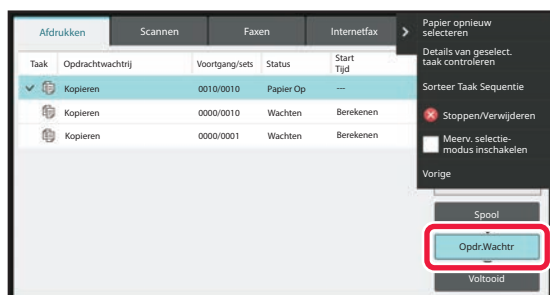 Afdrukken Scannen Faxen Internetfax
Taak Opdrachtwachtrij Voortgang/sets Status Start
Tijd
Kopieren 0010/0010 Papier Op ---
Kopieren 0000/0010 Wachten Berekenen
Kopieren 0000/0001 Wachten Berekenen
Papier opnieuw
selecteren
Details van geselect.
taak controleren
Sorteer Taak Sequentie
Stoppen/Verwijderen
Meerv. selectie-
modus inschakelen
Vorige
Spool
Opdr.Wachtr
Voltooid